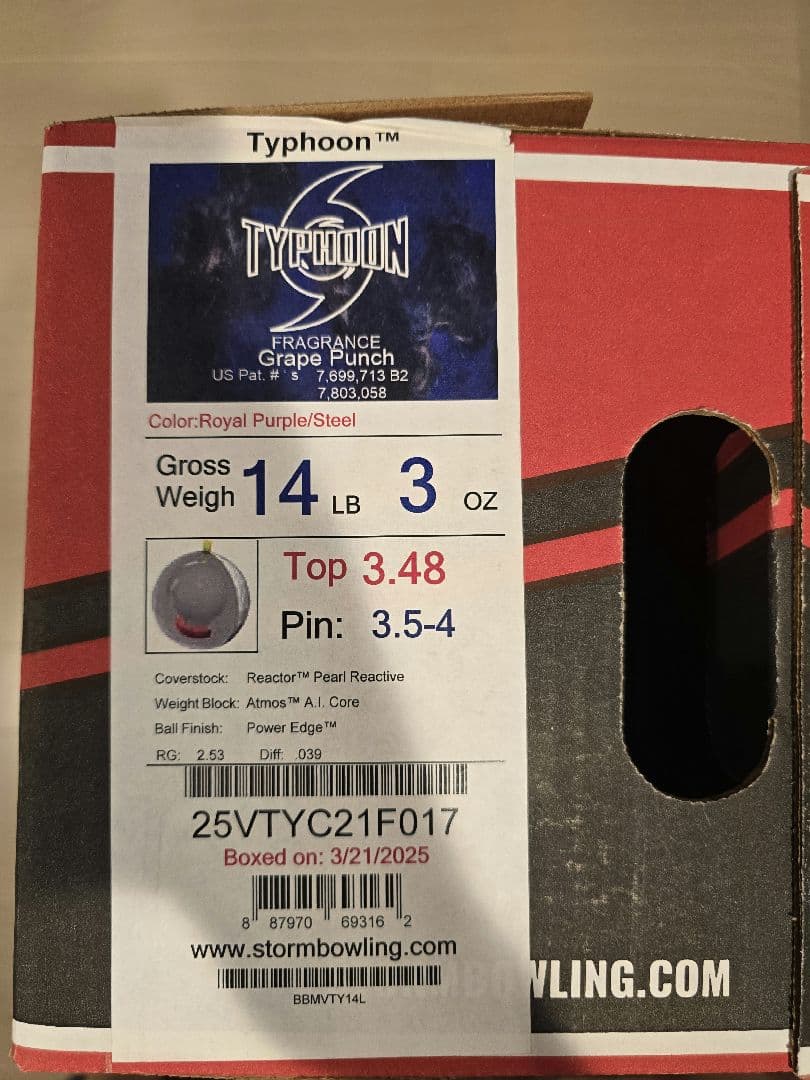 Typhoon™
TYPHOON
FRAGRANCE
Grape Punch
US Pat. #`s 7,699,713 B2
7,803,058
Color:Royal Purple/Steel
Gross
Weigh 14 LB 3 OZ
Top 3.48
Pin: 3.5-4
Coverstock: Reactor™ Pearl Reactive
Weight Block: Atmos™ A.I. Core
Ball Finish: Power Edge™
RG: 2.53 Diff: .039
25VTYC21F017
Boxed on: 3/21/2025
8 87970 69316 2
www.stormbowling.com
BBMVTY14L
WLING.COM